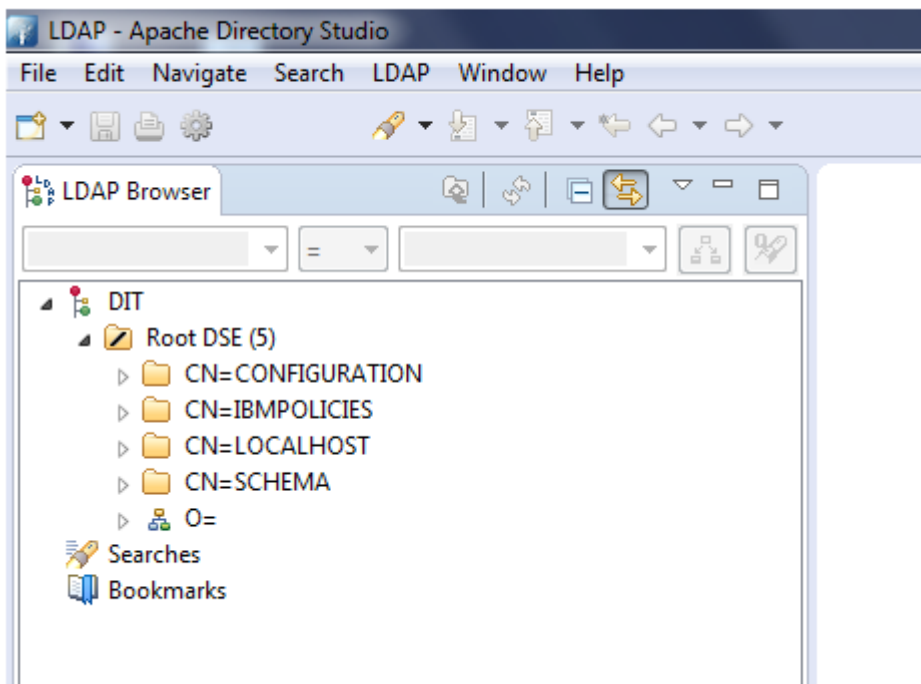 LDAP - Apache Directory Studio
File Edit Navigate Search LDAP Window Help
LDAP Browser
=
DIT
Root DSE (5)
CN=CONFIGURATION
CN=IBMPOLICIES
CN=LOCALHOST
CN=SCHEMA
O=
Searches
Bookmarks